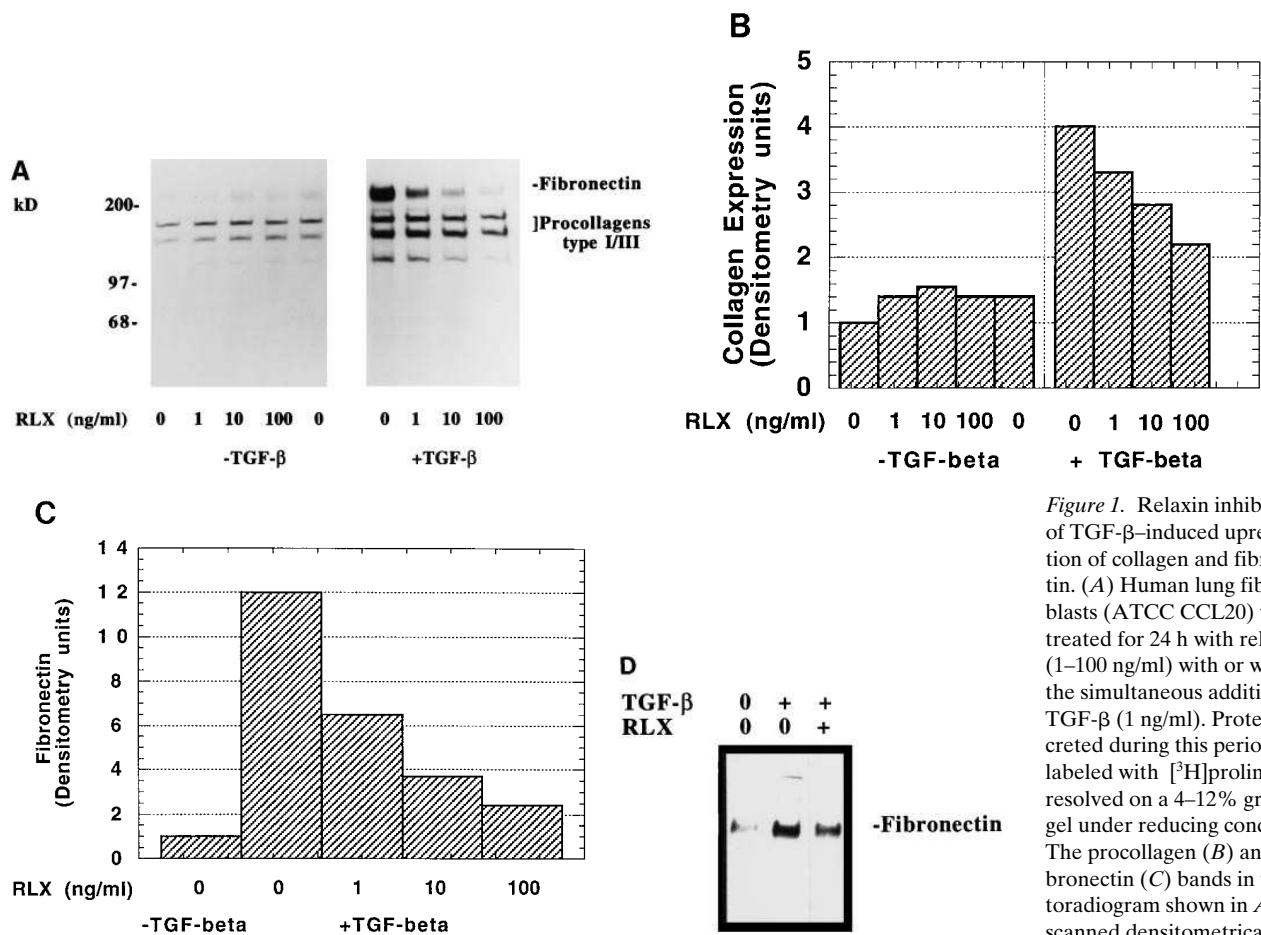 A
kD
200-
97-
68-
-Fibronectin
]Procollagens
type I/III
RLX (ng/ml) 0 1 10 100 0 0 1 10 100
-TGF-β +TGF-β
B
Collagen Expression
(Densitometry units)
5
4
3
2
1
0
RLX (ng/ml) 0 1 10 100 0 0 1 10 100
-TGF-beta + TGF-beta
C
Fibronectin
(Densitometry units)
14
12
10
8
6
4
2
0
RLX (ng/ml) 0 0 1 10 100
-TGF-beta +TGF-beta
D
TGF-β 0 + +
RLX 0 0 +
-Fibronectin
Figure 1. Relaxin inhib
of TGF-β–induced upre
tion of collagen and fibr
tin. (A) Human lung fib
blasts (ATCC CCL20)
treated for 24 h with rel
(1–100 ng/ml) with or w
the simultaneous additi
TGF-β (1 ng/ml). Prote
creted during this perio
labeled with [³H]prolin
resolved on a 4–12% gr
gel under reducing cond
The procollagen (B) an
bronectin (C) bands in
toradiogram shown in A
scanned densitometrica